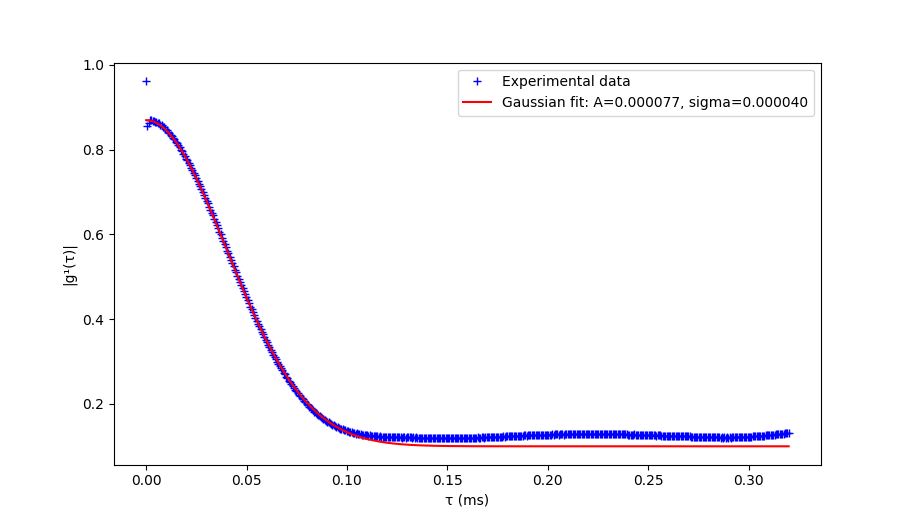 1.0
0.8
0.6
0.4
0.2
|g¹(τ)|
Experimental data
Gaussian fit: A=0.000077, sigma=0.000040
0.00 0.05 0.10 0.15 0.20 0.25 0.30
τ (ms)